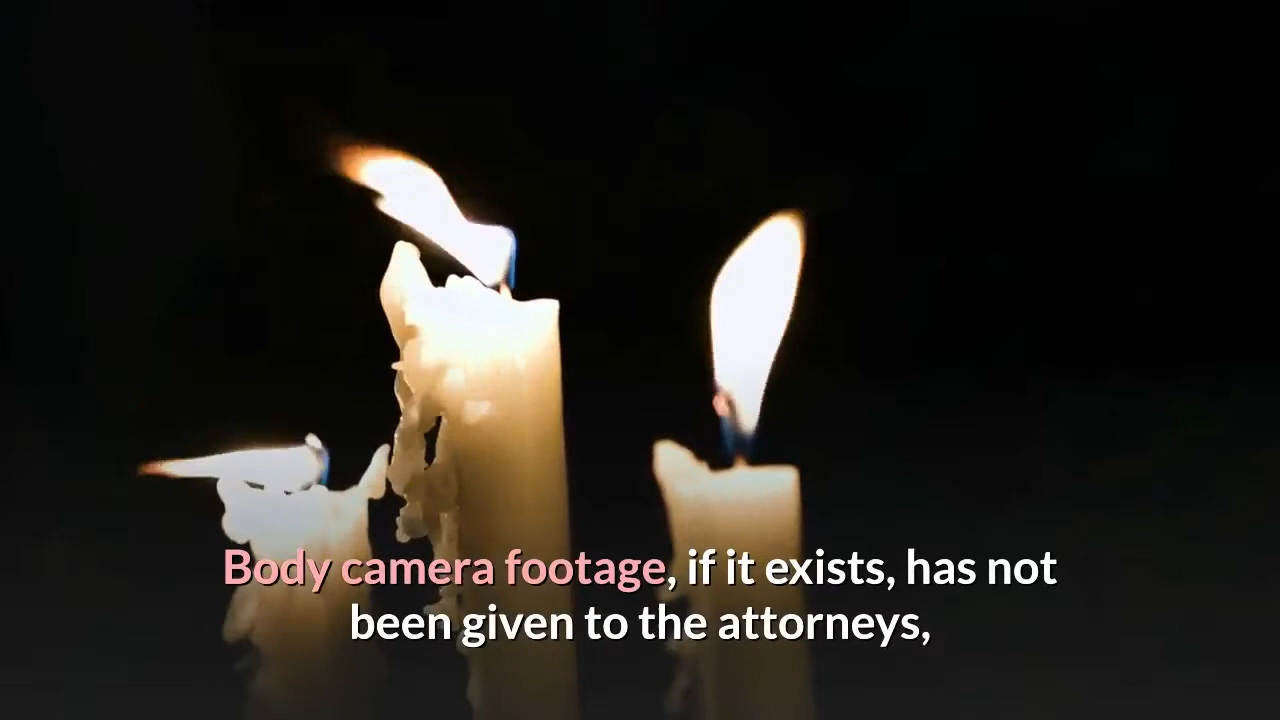 Body camera footage, if it exists, has not
been given to the attorneys,